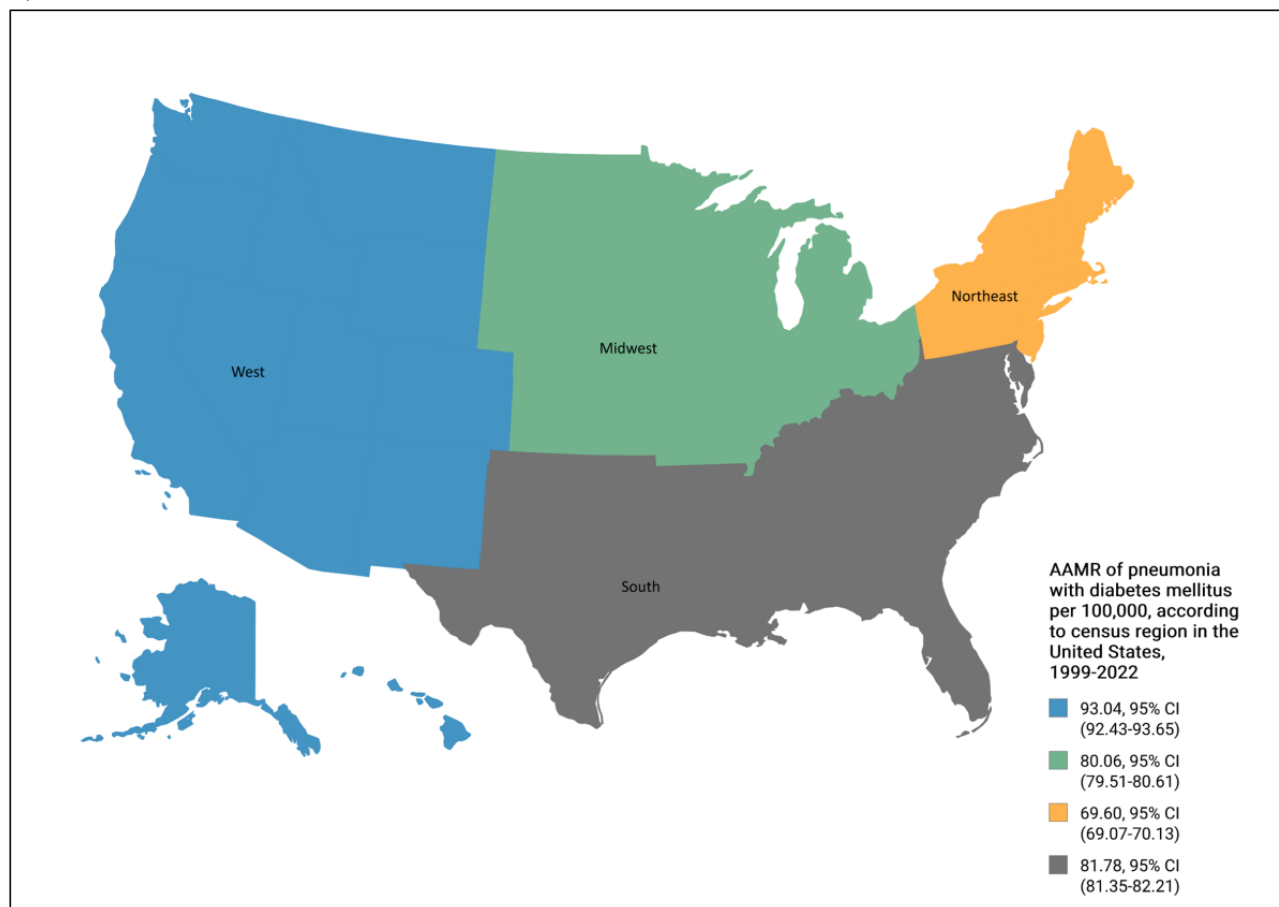 Northeast
Midwest
West
South
AAMR of pneumonia
with diabetes mellitus
per 100,000, according
to census region in the
United States,
1999-2022
93.04, 95% CI
(92.43-93.65)
80.06, 95% CI
(79.51-80.61)
69.60, 95% CI
(69.07-70.13)
81.78, 95% CI
(81.35-82.21)